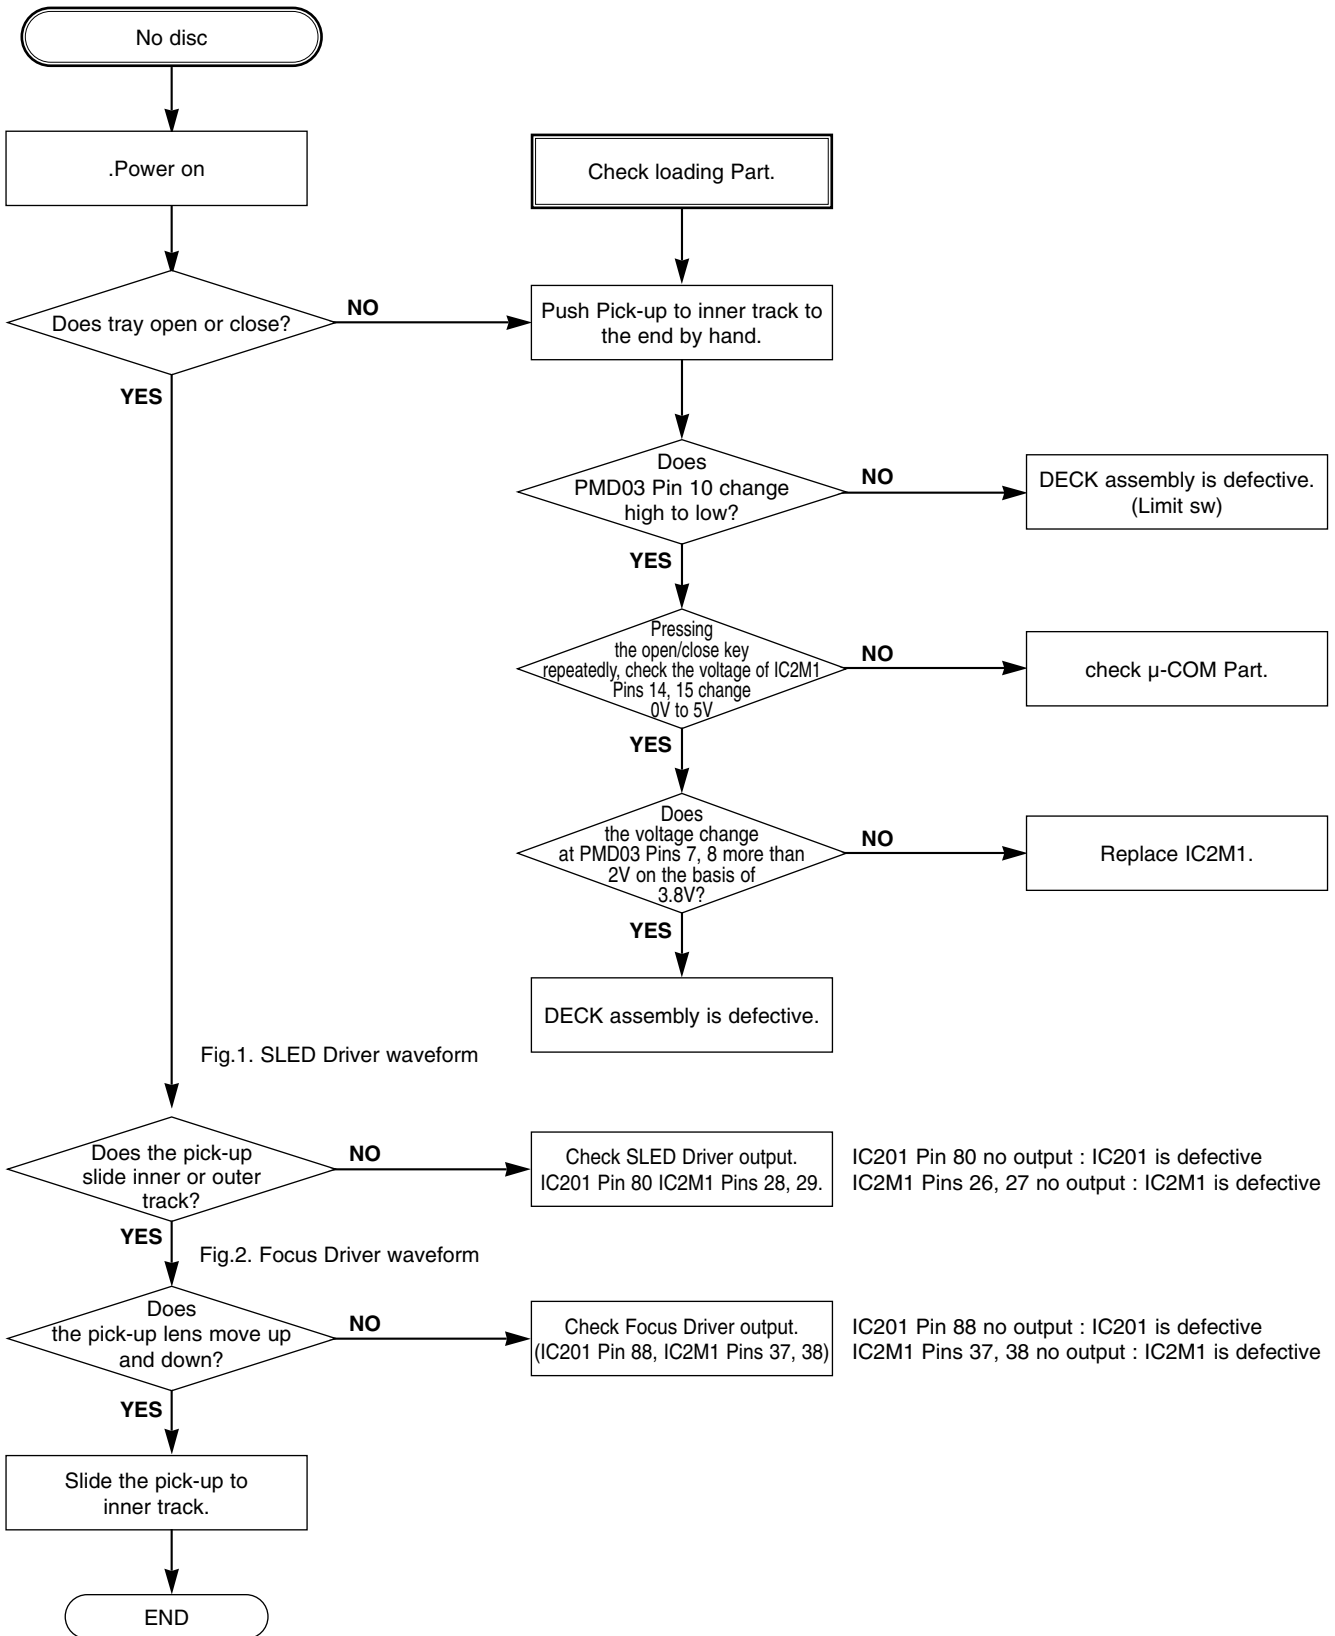 No disc
.Power on
Check loading Part.
Does tray open or close?
NO
Push Pick-up to inner track to
the end by hand.
YES
Does
PMD03 Pin 10 change
high to low?
NO
DECK assembly is defective.
(Limit sw)
YES
Pressing
the open/close key
repeatedly, check the voltage of IC2M1
Pins 14, 15 change
0V to 5V
NO
check µ-COM Part.
YES
Does
the voltage change
at PMD03 Pins 7, 8 more than
2V on the basis of
3.8V?
NO
Replace IC2M1.
YES
DECK assembly is defective.
Fig.1. SLED Driver waveform
Does the pick-up
slide inner or outer
track?
NO
Check SLED Driver output.
IC201 Pin 80 IC2M1 Pins 28, 29.
IC201 Pin 80 no output : IC201 is defective
IC2M1 Pins 26, 27 no output : IC2M1 is defective
YES
Fig.2. Focus Driver waveform
Does
the pick-up lens move up
and down?
NO
Check Focus Driver output.
(IC201 Pin 88, IC2M1 Pins 37, 38)
IC201 Pin 88 no output : IC201 is defective
IC2M1 Pins 37, 38 no output : IC2M1 is defective
YES
Slide the pick-up to
inner track.
END